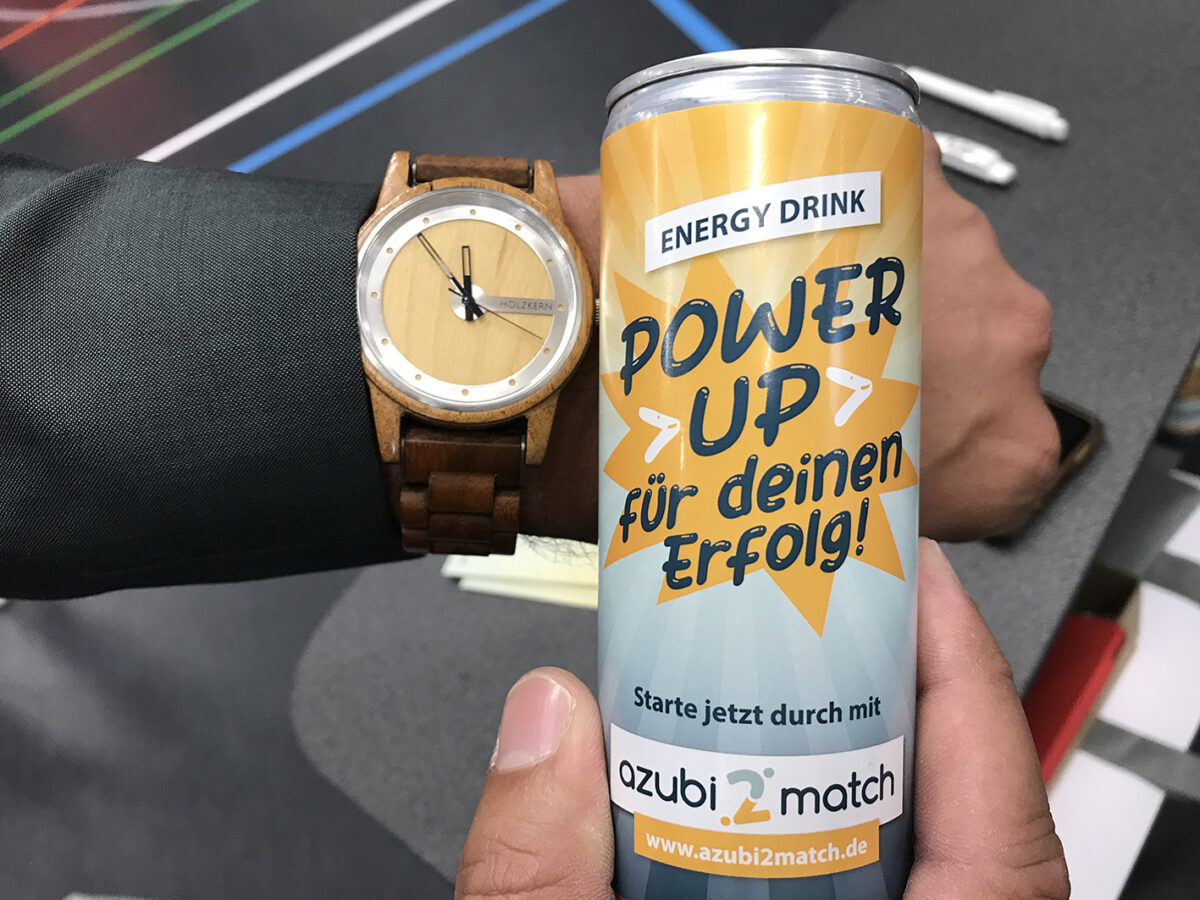 HOLZKERN
ENERGY DRINK
POWER
UP
für deinen
Erfolg!
Starte jetzt durch mit
azubi2match
www.azubi2match.de